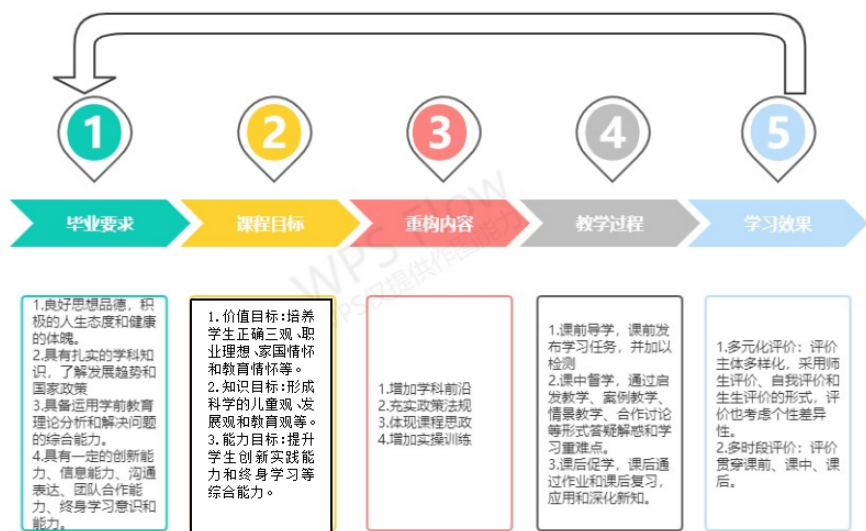 1
2
3
4
5
毕业要求
课程目标
重构内容
教学过程
学习效果
WPS Flow
WPS仅提供作图能力
1.良好思想品德，积
极的人生态度和健康
的体魄。
2.具有扎实的学科知
识，了解发展趋势和
国家政策
3.具备运用学前教育
理论分析和解决问题
的综合能力。
4.具有一定的创新能
力、信息能力、沟通
表达、团队合作能
力、终身学习意识和
能力。
1.价值目标:培养
学生正确三观、职
业理想、家国情怀
和教育情怀等。
2.知识目标:形成
科学的儿童观、发
展观和教育观等。
3.能力目标:提升
学生创新实践能
力和终身学习等
综合能力。
1.增加学科前沿
2.充实政策法规
3.体现课程思政
4.增加实操训练
1.课前导学，课前发
布学习任务，并加以
检测
2.课中督学，通过启
发教学、案例教学、
情景教学、合作讨论
等形式答疑解惑和学
习重难点。
3.课后促学，课后通
过作业和课后复习，
应用和深化新知。
1.多元化评价：评价
主体多样化，采用师
生评价、自我评价和
生生评价的形式，评
价也考虑个性差异
性。
2.多时段评价：评价
贯穿课前、课中、课
后。